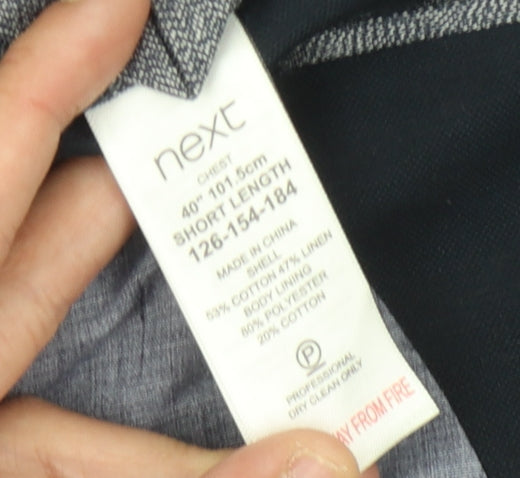 next
CHEST
40" 101.5cm
SHORT LENGTH
126-154-184
MADE IN CHINA
SHELL
53% COTTON 47% LINEN
BODY LINING
80% POLYESTER
20% COTTON
P
PROFESSIONAL
DRY CLEAN ONLY
AY FROM FIRE